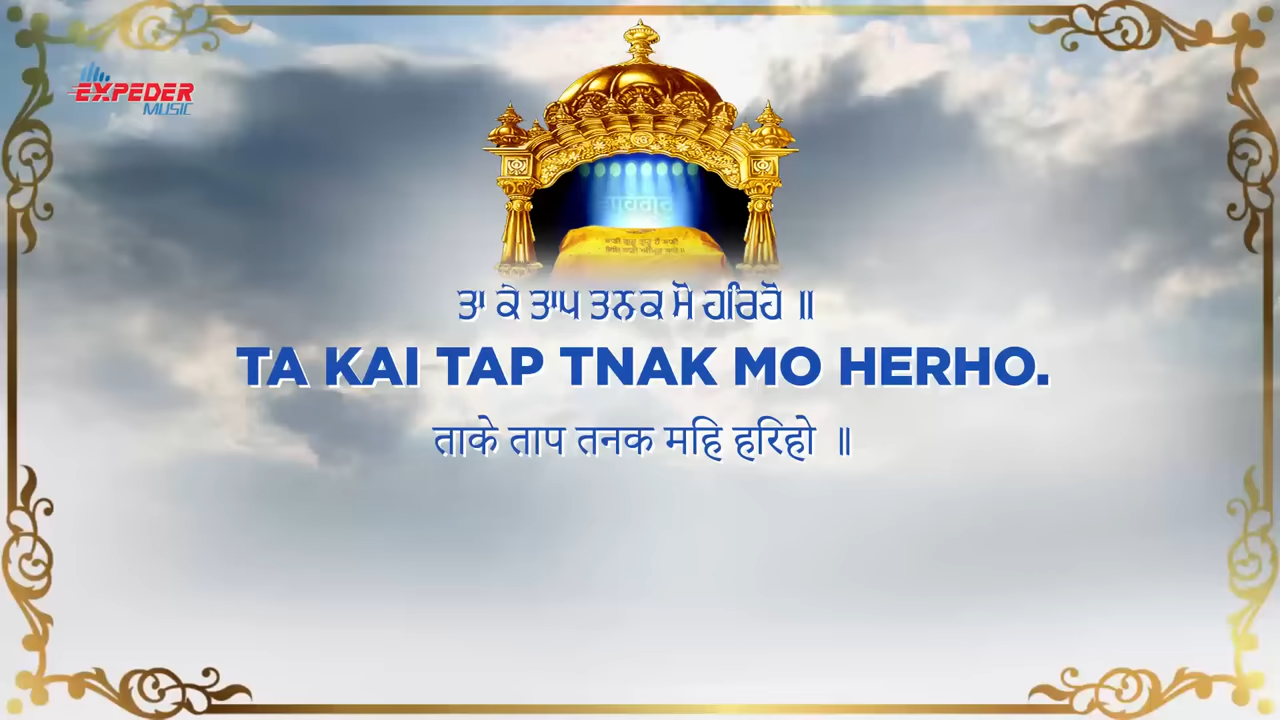 EXPEDER
MUSIC
ਤਾ ਕੇ ਤਾਪ ਤਨਕ ਮੋ ਹਰਿਹੋ ॥
TA KAI TAP TNAK MO HERHO.
ताके ताप तनक महि हरिहो ॥